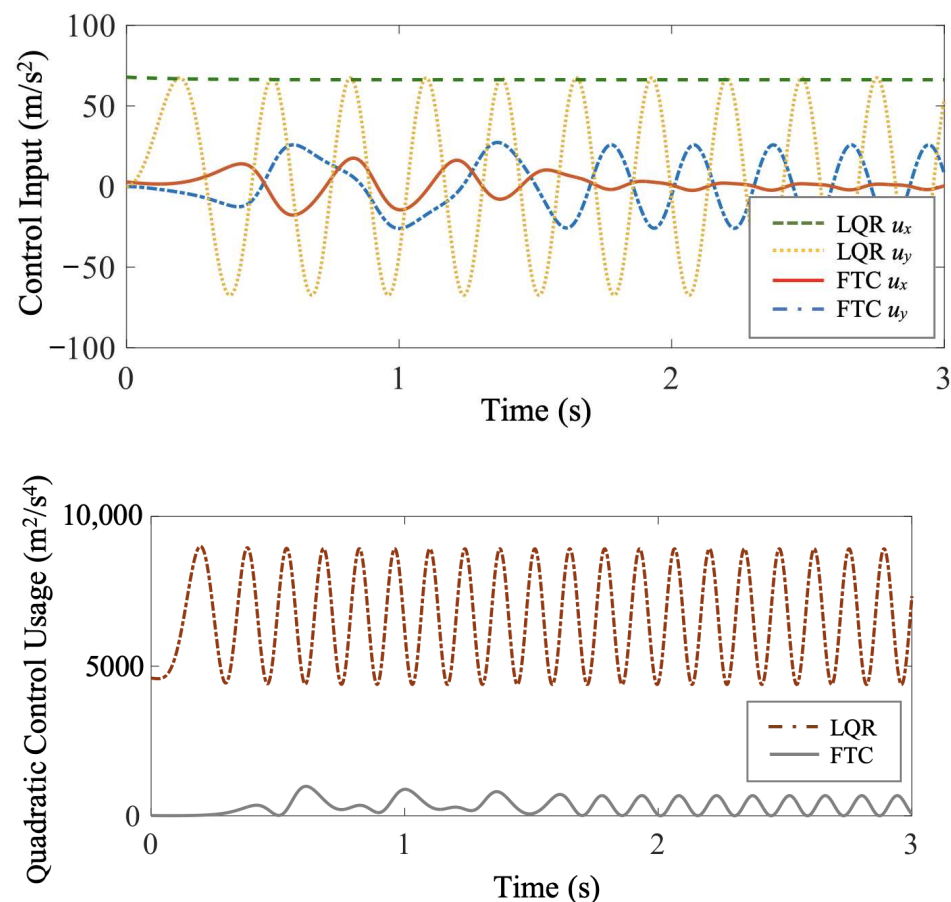 Control Input (m/s²)
100
50
0
−50
−100
0 1 2 3
Time (s)
LQR uₓ
LQR uᵧ
FTC uₓ
FTC uᵧ
Quadratic Control Usage (m²/s⁴)
10,000
5000
0
0 1 2 3
Time (s)
LQR
FTC